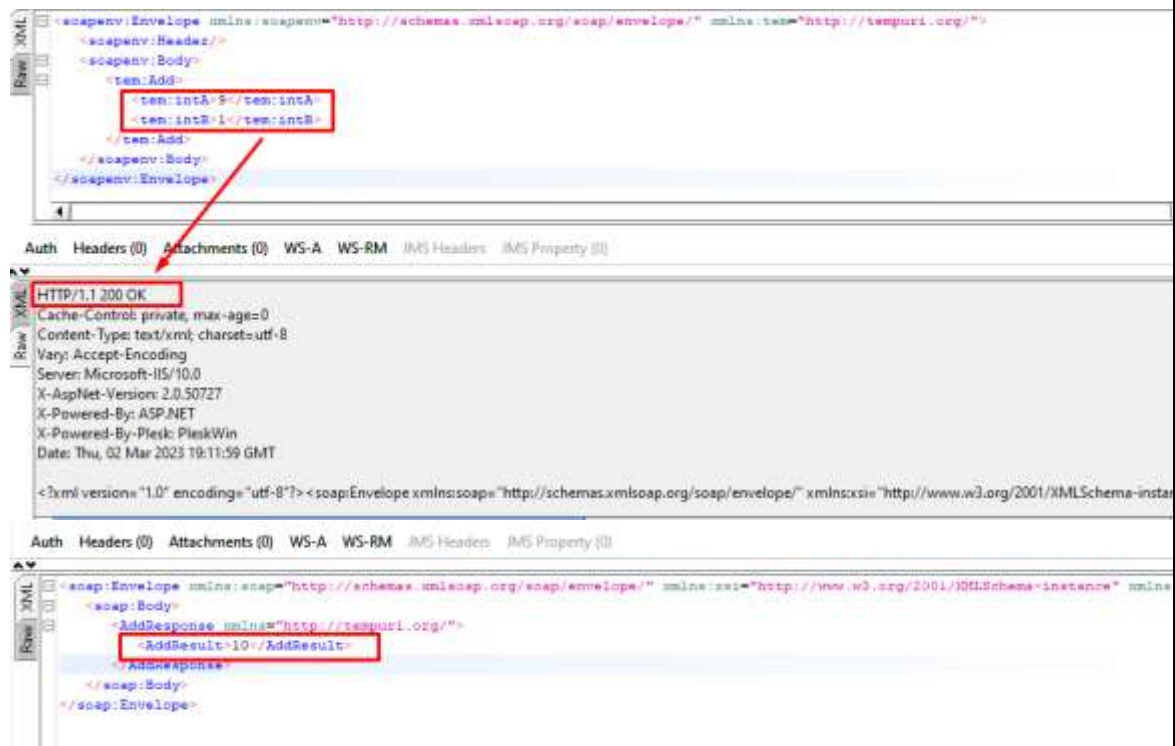 XML
Raw
<soapenv:Envelope xmlns:soapenv="http://schemas.xmlsoap.org/soap/envelope/" xmlns:tem="http://tempuri.org/">
<soapenv:Header/>
<soapenv:Body>
<tem:Add>
<tem:intA>9</tem:intA>
<tem:intB>1</tem:intB>
</tem:Add>
</soapenv:Body>
</soapenv:Envelope>
Auth Headers (0) Attachments (0) WS-A WS-RM JMS Headers JMS Property (0)
XML
Raw
HTTP/1.1 200 OK
Cache-Control: private, max-age=0
Content-Type: text/xml; charset=utf-8
Vary: Accept-Encoding
Server: Microsoft-IIS/10.0
X-AspNet-Version: 2.0.50727
X-Powered-By: ASP.NET
X-Powered-By-Plesk: PleskWin
Date: Thu, 02 Mar 2023 19:11:59 GMT
<?xml version="1.0" encoding="utf-8"?><soap:Envelope xmlns:soap="http://schemas.xmlsoap.org/soap/envelope/" xmlns:xsi="http://www.w3.org/2001/XMLSchema-instar
Auth Headers (0) Attachments (0) WS-A WS-RM JMS Headers JMS Property (0)
XML
Raw
<soap:Envelope xmlns:soap="http://schemas.xmlsoap.org/soap/envelope/" xmlns:xsi="http://www.w3.org/2001/XMLSchema-instance" xmlns
<soap:Body>
<AddResponse xmlns="http://tempuri.org/">
<AddResult>10</AddResult>
</AddResponse>
</soap:Body>
</soap:Envelope>